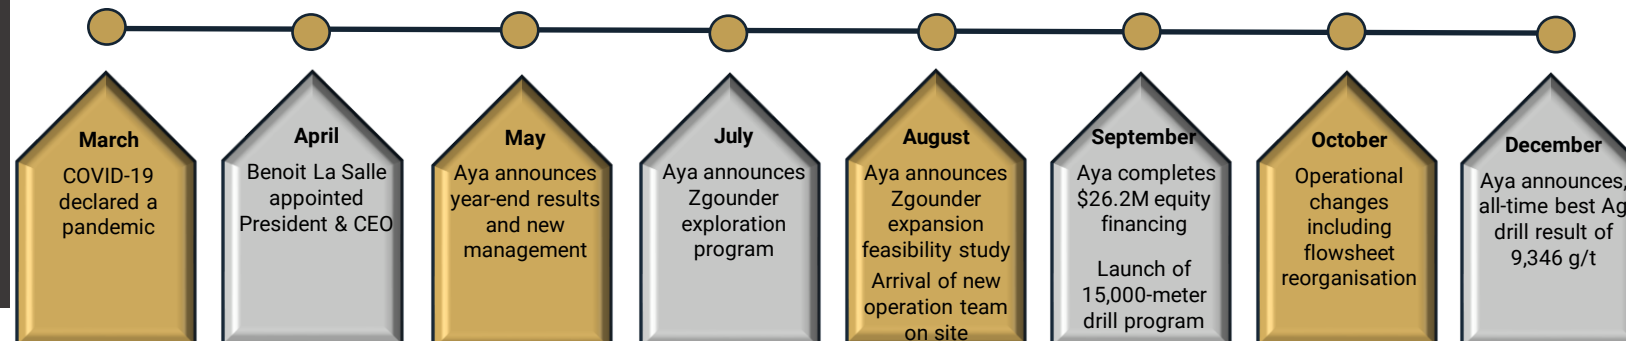 March
COVID-19
declared a
pandemic
April
Benoit La Salle
appointed
President & CEO
May
Aya announces
year-end results
and new
management
July
Aya announces
Zgounder
exploration
program
August
Aya announces
Zgounder
expansion
feasibility study
Arrival of new
operation team
on site
September
Aya completes
$26.2M equity
financing
Launch of
15,000-meter
drill program
October
Operational
changes
including
flowsheet
reorganisation
December
Aya announces,
all-time best Ag
drill result of
9,346 g/t